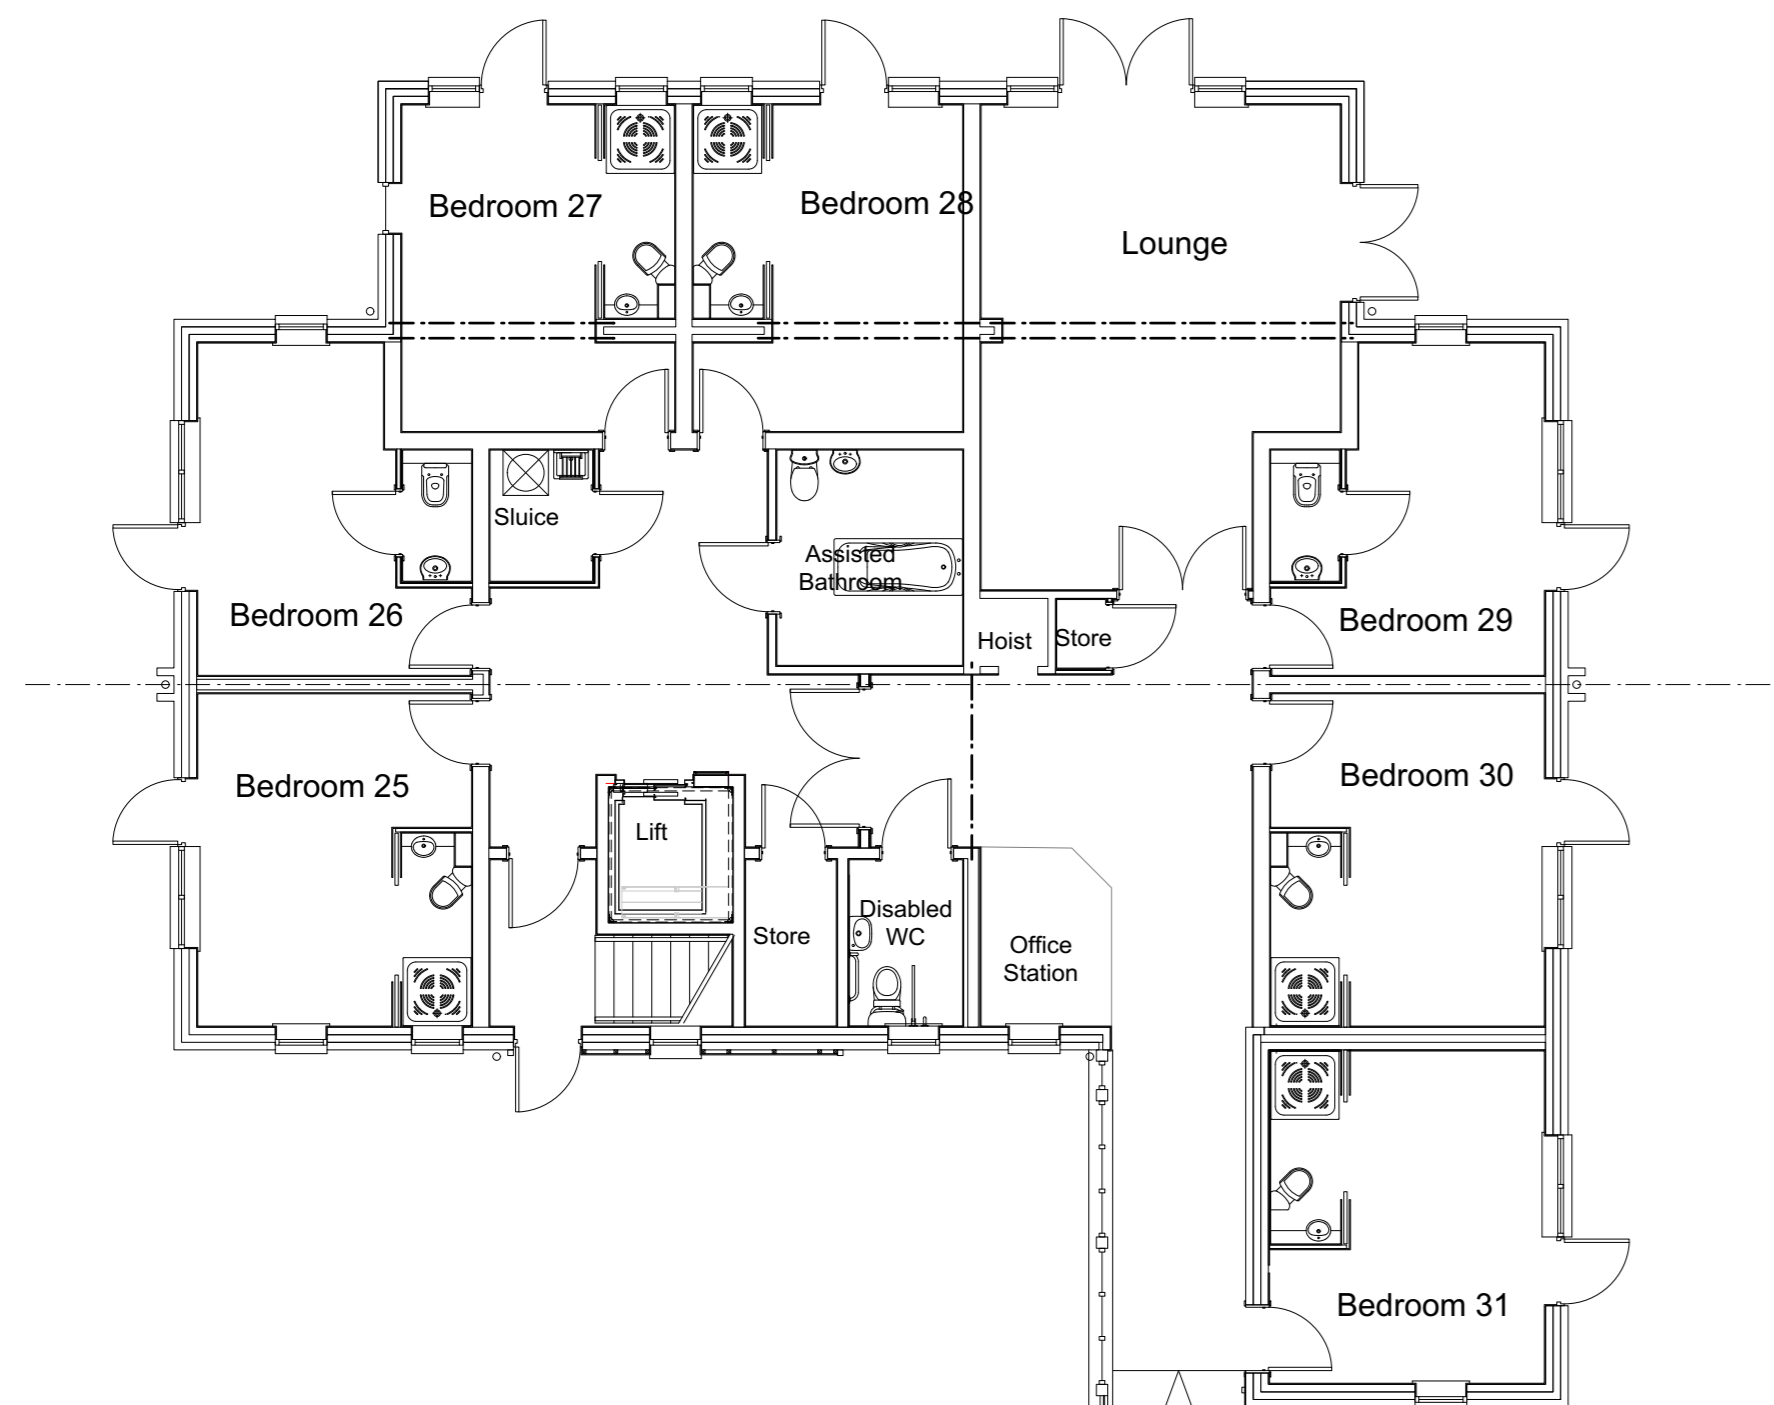 Bedroom 27
Bedroom 28
Lounge
Sluice
Assisted
Bathroom
Bedroom 26
Hoist
Store
Bedroom 29
Bedroom 25
Bedroom 30
Lift
Store
Disabled
WC
Office
Station
Bedroom 31